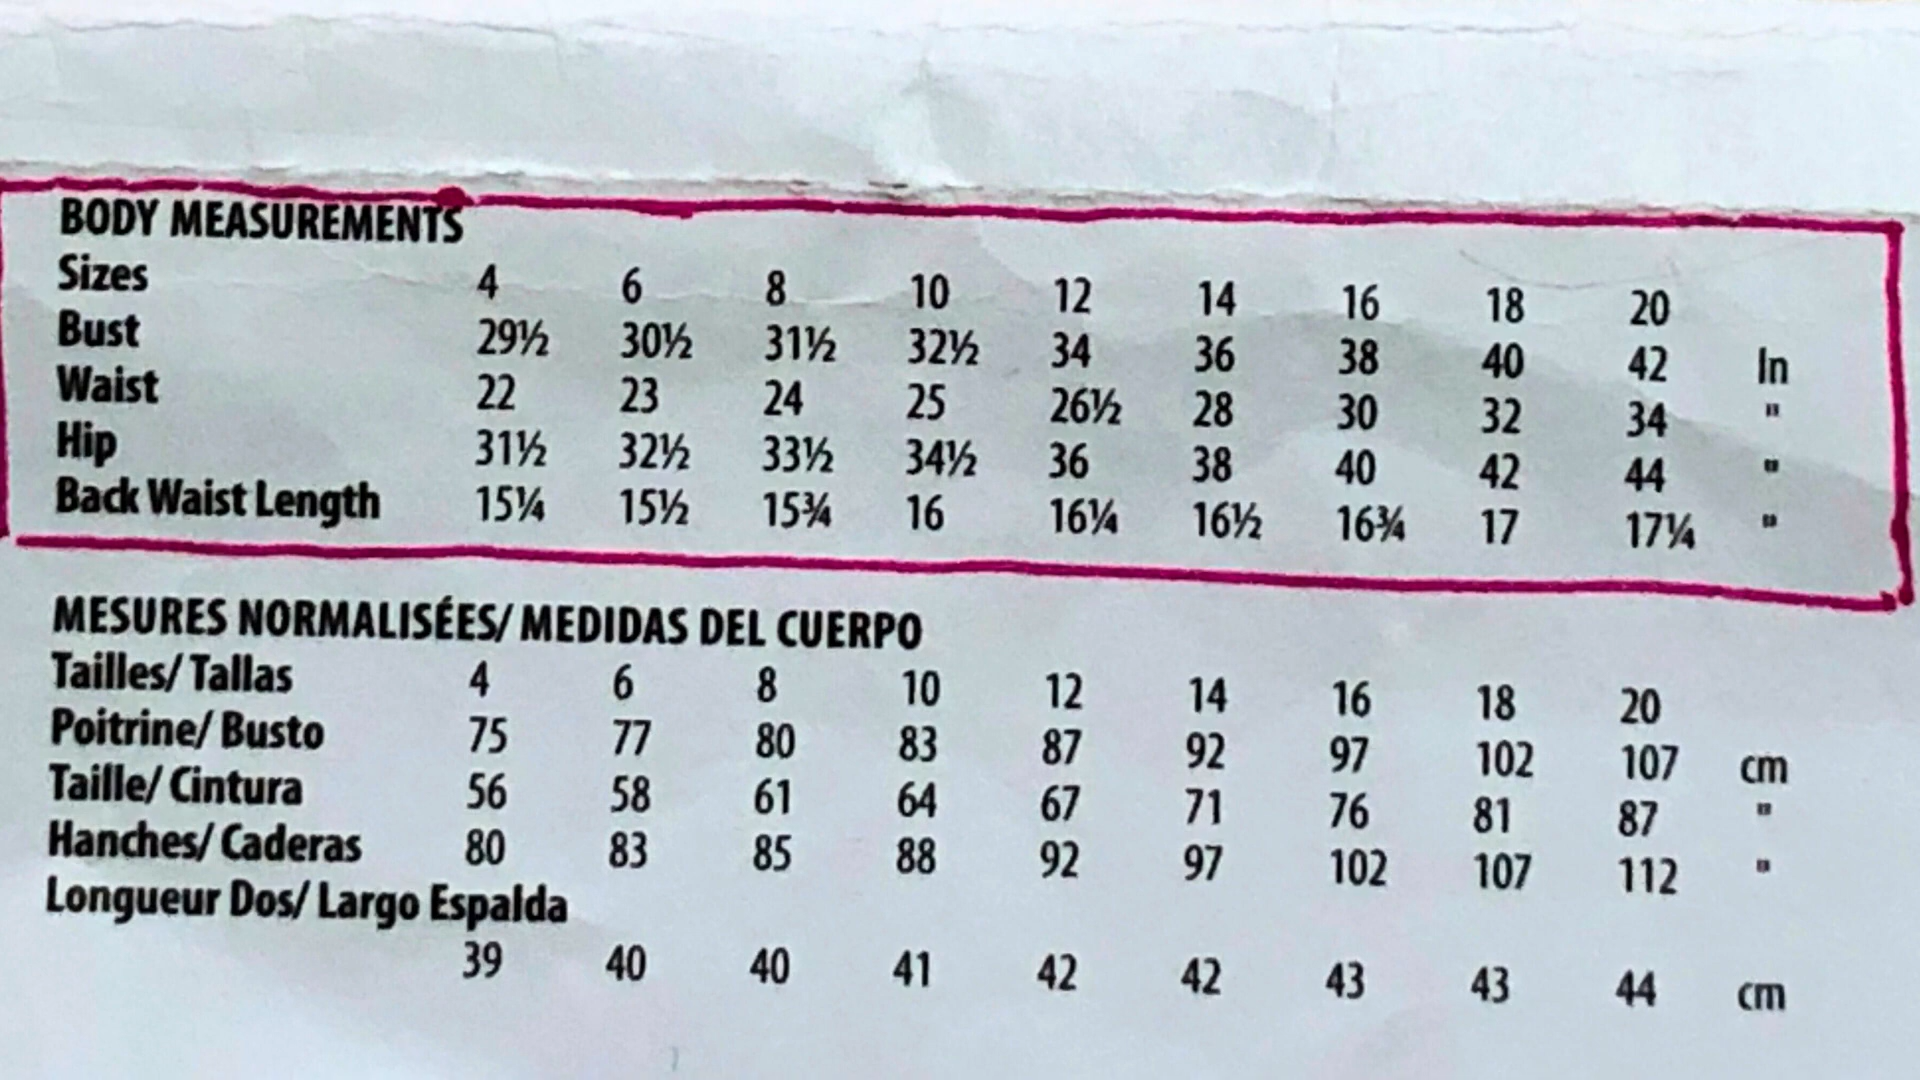 BODY MEASUREMENTS
Sizes 4 6 8 10 12 14 16 18 20
Bust 29½ 30½ 31½ 32½ 34 36 38 40 42 In
Waist 22 23 24 25 26½ 28 30 32 34 "
Hip 31½ 32½ 33½ 34½ 36 38 40 42 44 "
Back Waist Length 15¼ 15½ 15¾ 16 16¼ 16½ 16¾ 17 17¼ "
MESURES NORMALISÉES/ MEDIDAS DEL CUERPO
Tailles/ Tallas 4 6 8 10 12 14 16 18 20
Poitrine/ Busto 75 77 80 83 87 92 97 102 107 cm
Taille/ Cintura 56 58 61 64 67 71 76 81 87 "
Hanches/ Caderas 80 83 85 88 92 97 102 107 112 "
Longueur Dos/ Largo Espalda
39 40 40 41 42 42 43 43 44 cm